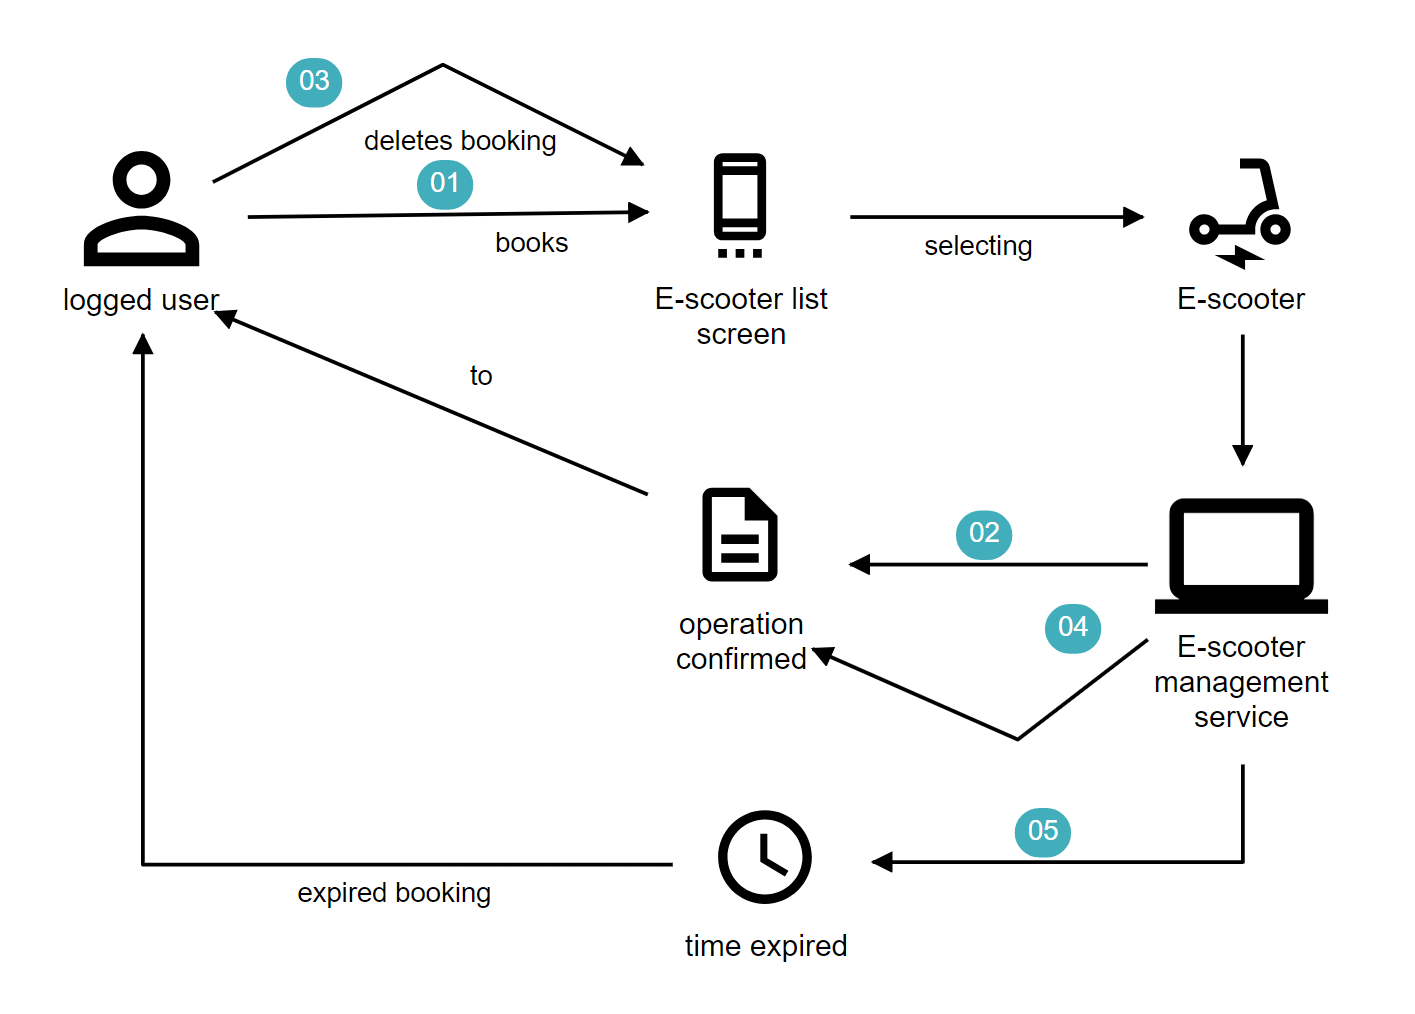 03
deletes booking
01
books
selecting
logged user
E-scooter list
screen
E-scooter
to
02
operation
confirmed
04
E-scooter
management
service
05
expired booking
time expired